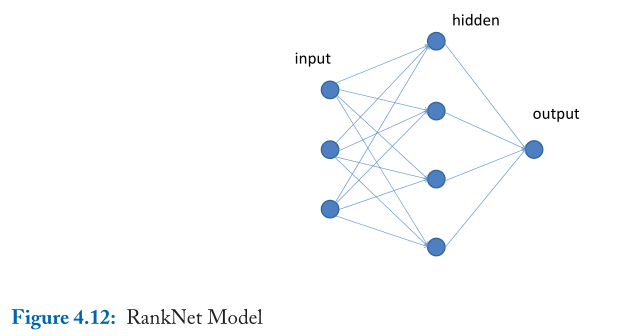 hidden
input
output
Figure 4.12: RankNet Model